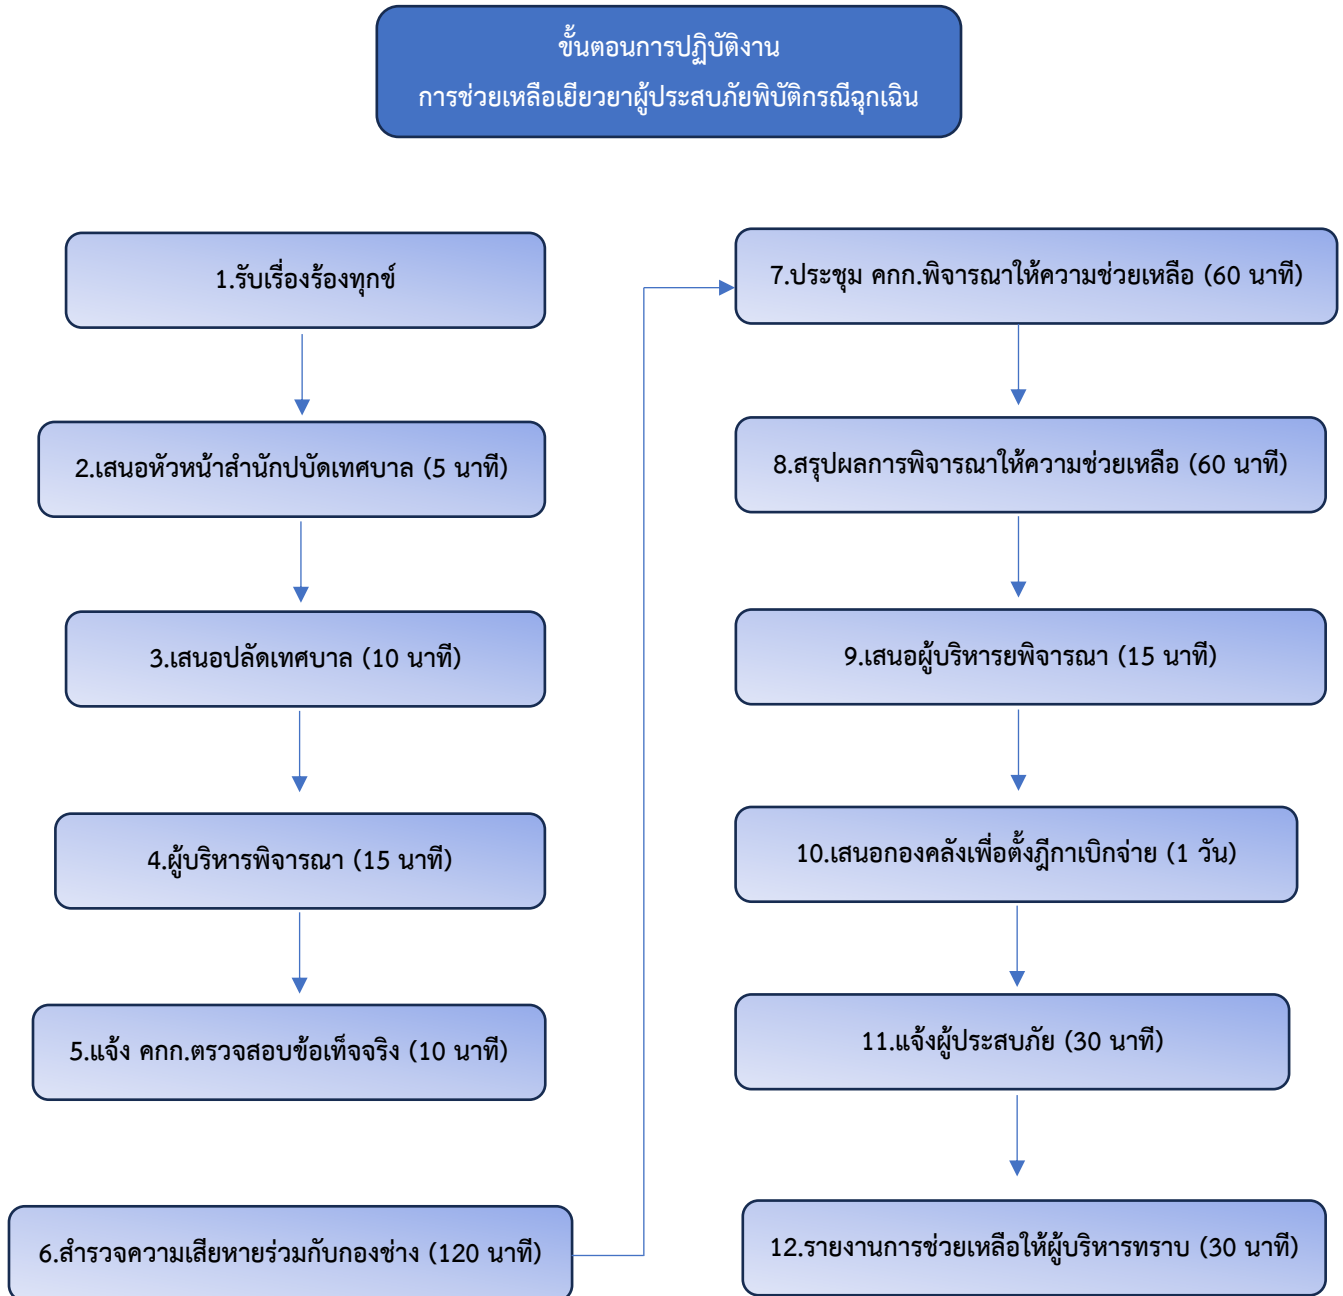 ขั้นตอนการปฏิบัติงาน
การช่วยเหลือเยียวยาผู้ประสบภัยพิบัติกรณีฉุกเฉิน
1.รับเรื่องร้องทุกข์
2.เสนอหัวหน้าสำนักปบัดเทศบาล (5 นาที)
3.เสนอปลัดเทศบาล (10 นาที)
4.ผู้บริหารพิจารณา (15 นาที)
5.แจ้ง คกก.ตรวจสอบข้อเท็จจริง (10 นาที)
6.สำรวจความเสียหายร่วมกับกองช่าง (120 นาที)
7.ประชุม คกก.พิจารณาให้ความช่วยเหลือ (60 นาที)
8.สรุปผลการพิจารณาให้ความช่วยเหลือ (60 นาที)
9.เสนอผู้บริหารยพิจารณา (15 นาที)
10.เสนอกองคลังเพื่อตั้งฎีกาเบิกจ่าย (1 วัน)
11.แจ้งผู้ประสบภัย (30 นาที)
12.รายงานการช่วยเหลือให้ผู้บริหารทราบ (30 นาที)